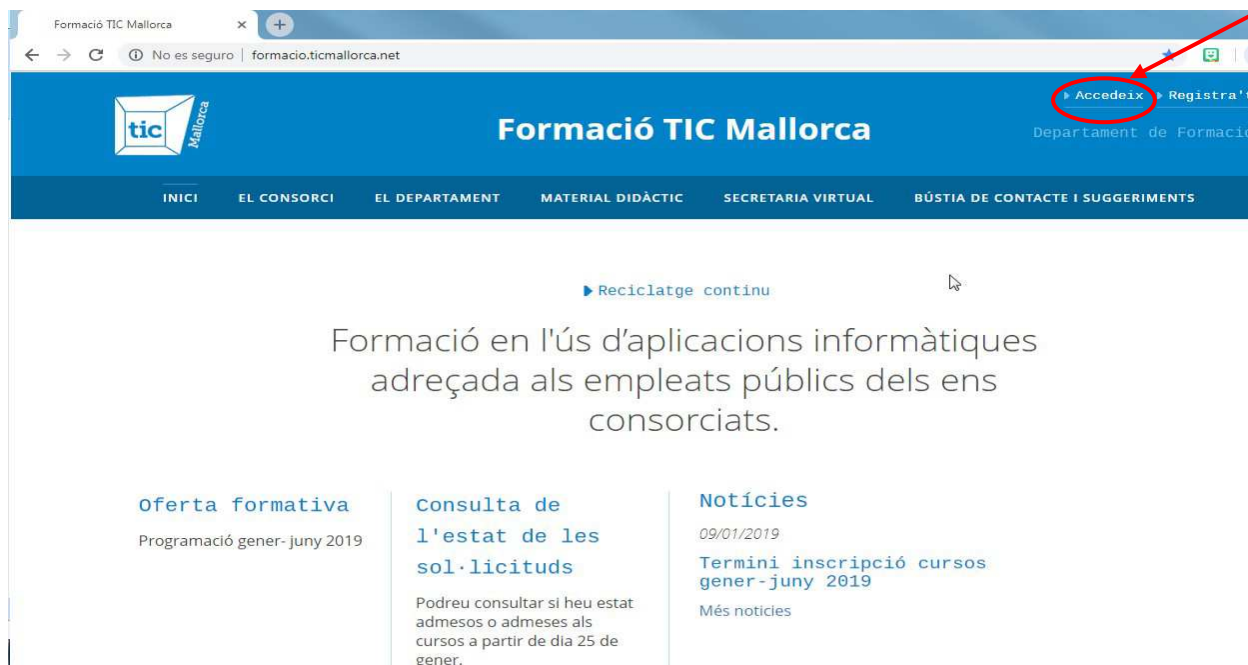 Formació TIC Mallorca
No es seguro | formacio.ticmallorca.net
Accedeix Registra't
tic Mallorca
Formació TIC Mallorca
Departament de Formació
INICI EL CONSORCI EL DEPARTAMENT MATERIAL DIDÀCTIC SECRETARIA VIRTUAL BÚSTIA DE CONTACTE I SUGGERIMENTS
Reciclatge continu
Formació en l'ús d’aplicacions informàtiques
adreçada als empleats públics dels ens
consorciats.
Oferta formativa
Programació gener- juny 2019
Consulta de
l'estat de les
sol·licituds
Podreu consultar si heu estat
admesos o admeses als
cursos a partir de dia 25 de
gener.
Notícies
09/01/2019
Termini inscripció cursos
gener-juny 2019
Més noticies